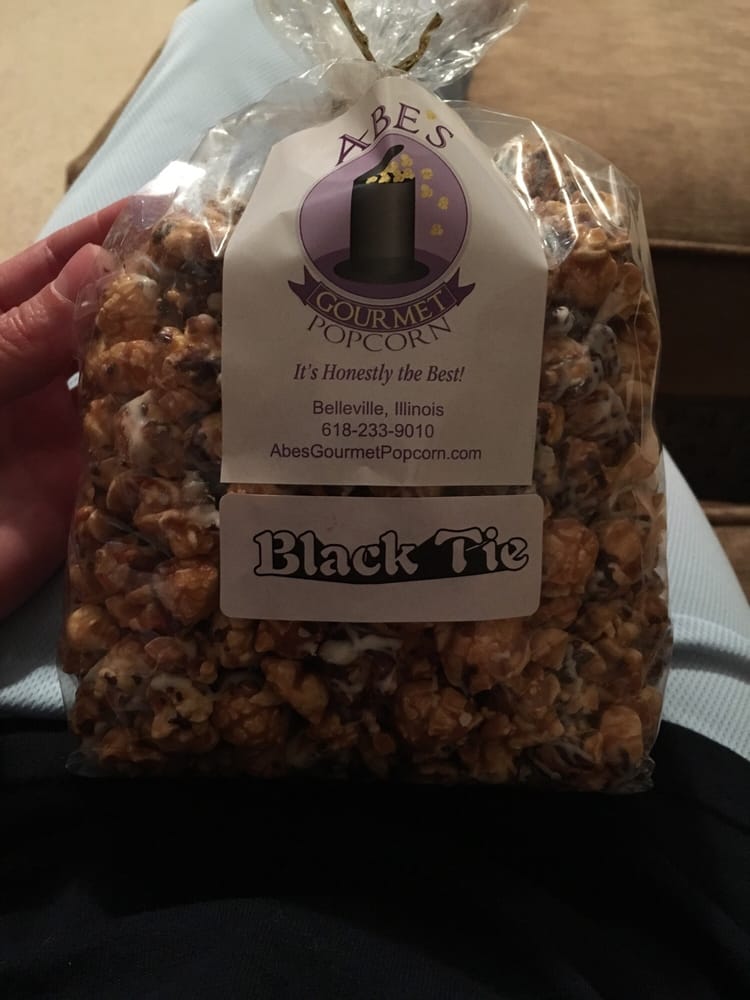 ABE'S
GOURMET
POPCORN
It's Honestly the Best!
Belleville, Illinois
618-233-9010
AbesGourmetPopcorn.com
Black Tie